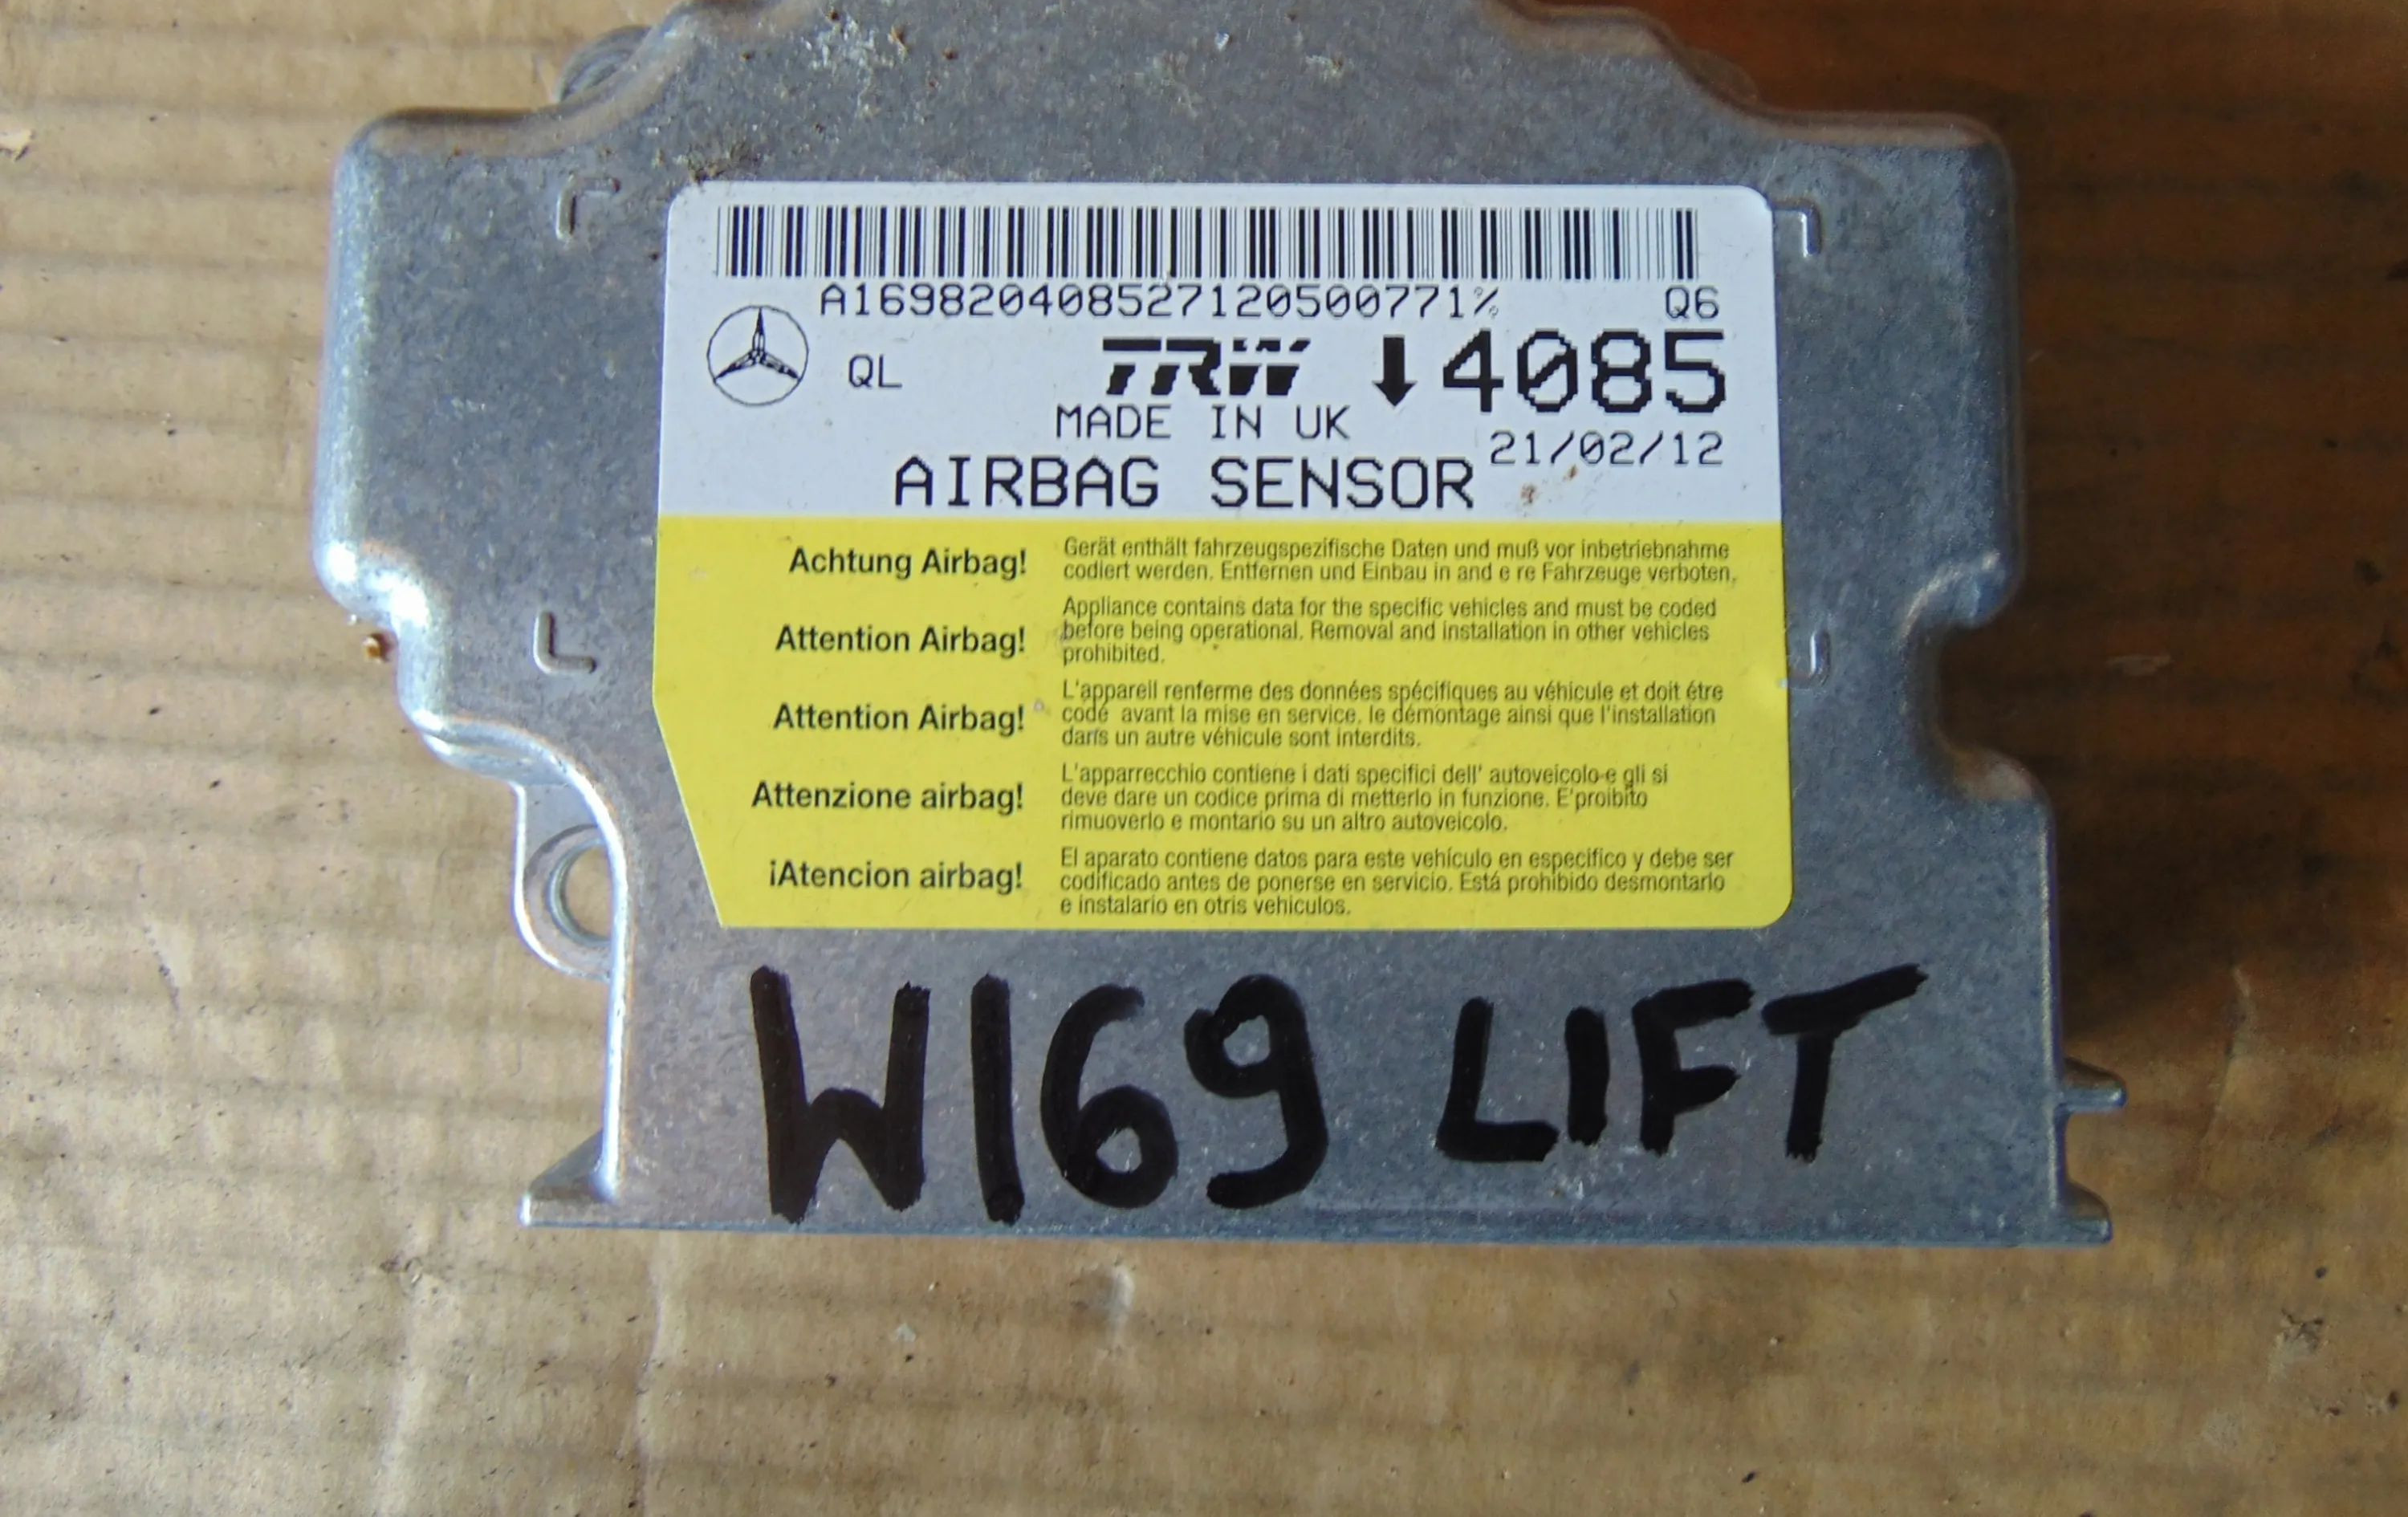 A169820408527120500771% Q6
QL TRW 4085
MADE IN UK
21/02/12
AIRBAG SENSOR
Achtung Airbag!
Gerät enthält fahrzeugspezifische Daten und muß vor inbetriebnahme
codiert werden. Entfernen und Einbau in and e re Fahrzeuge verboten.
Attention Airbag!
Appliance contains data for the specific vehicles and must be coded
before being operational. Removal and installation in other vehicles
prohibited.
Attention Airbag!
L'appareil renferme des données spécifiques au véhicule et doit étre
codé avant la mise en service. le démontage ainsi que l'installation
dans un autre véhicule sont interdits.
Attenzione airbag!
L'apparrecchio contiene i dati specifici dell' autoveicolo e gli si
deve dare un codice prima di metterlo in funzione. E'proibito
rimuoverlo e montario su un altro autoveicolo.
¡Atencion airbag!
El aparato contiene datos para este vehículo en especifico y debe ser
codificado antes de ponerse en servicio. Está prohibido desmontarlo
e instalario en otris vehiculos.
W169 LIFT